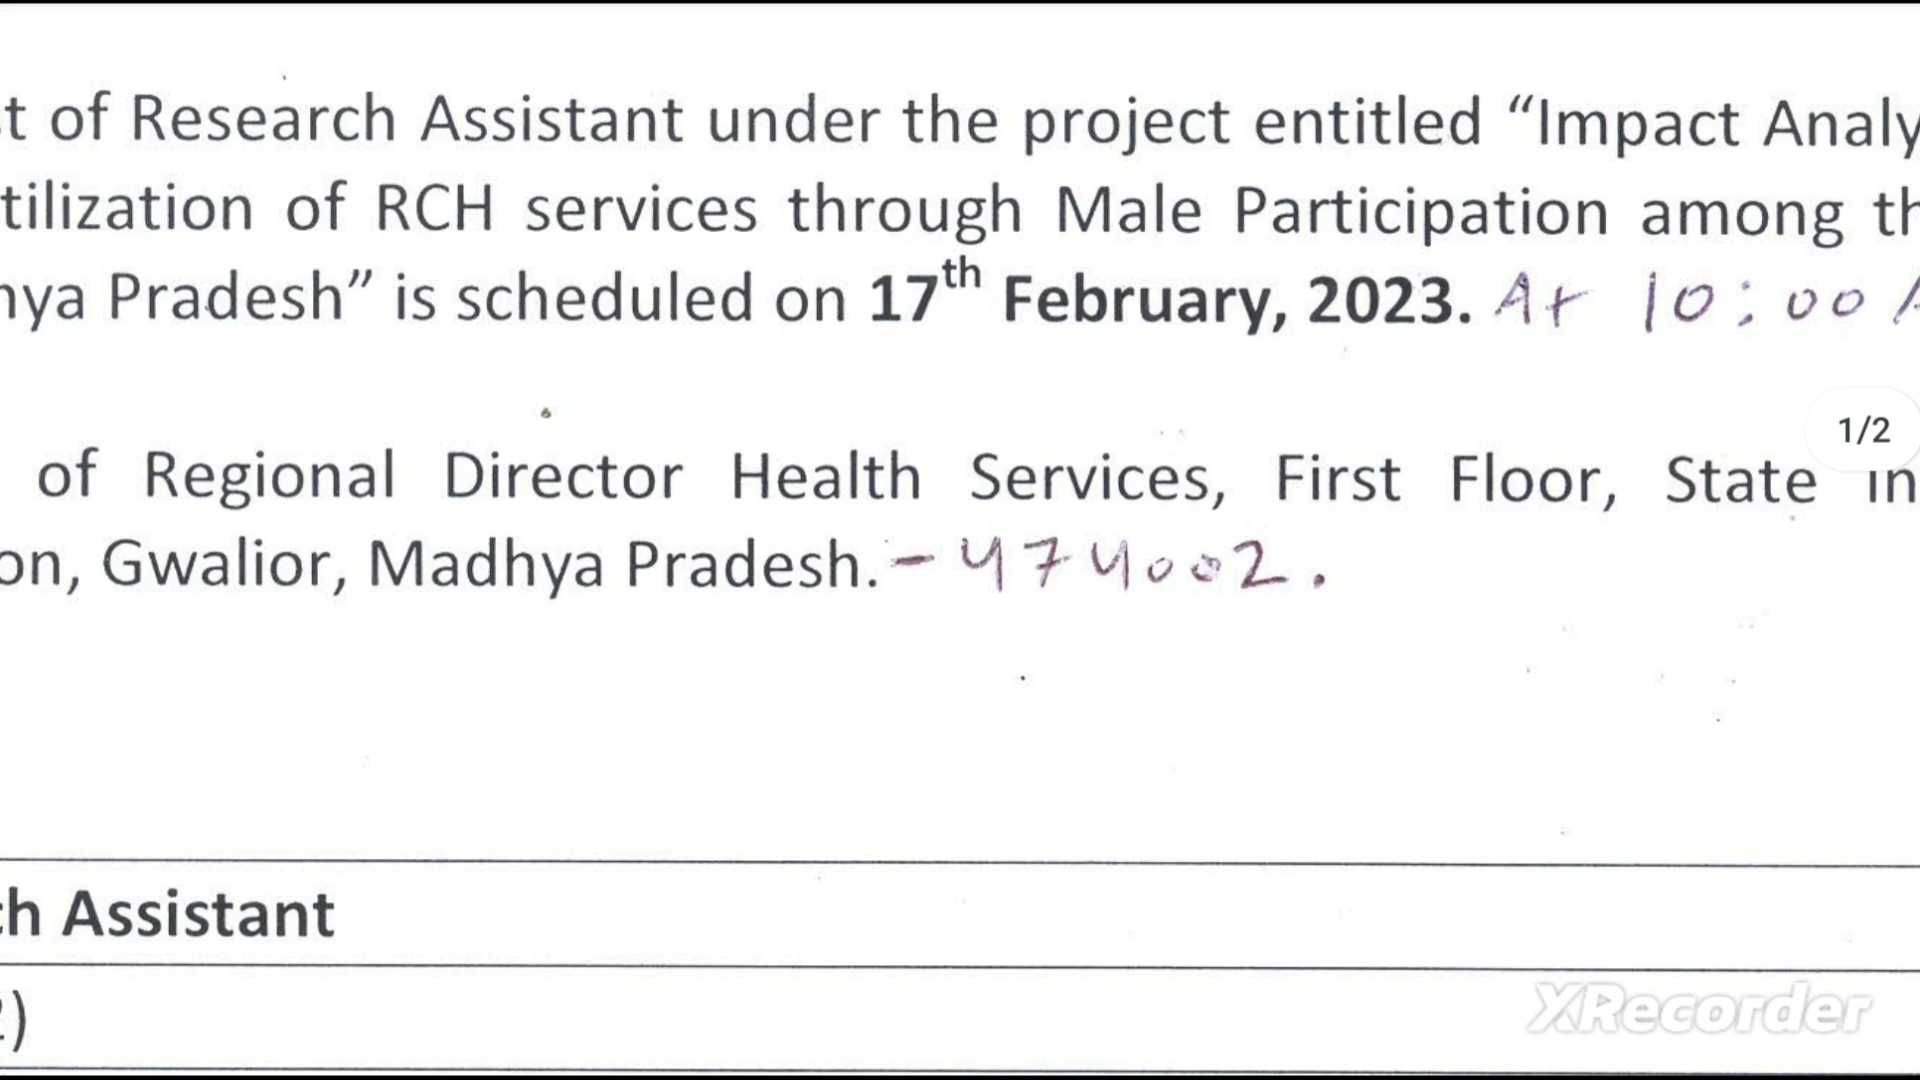 t of Research Assistant under the project entitled “Impact Analy
tilization of RCH services through Male Participation among th
hya Pradesh” is scheduled on 17th February, 2023. At 10:00 A
1/2
of Regional Director Health Services, First Floor, State in
on, Gwalior, Madhya Pradesh. - 474002.
ch Assistant
2)
XRecorder